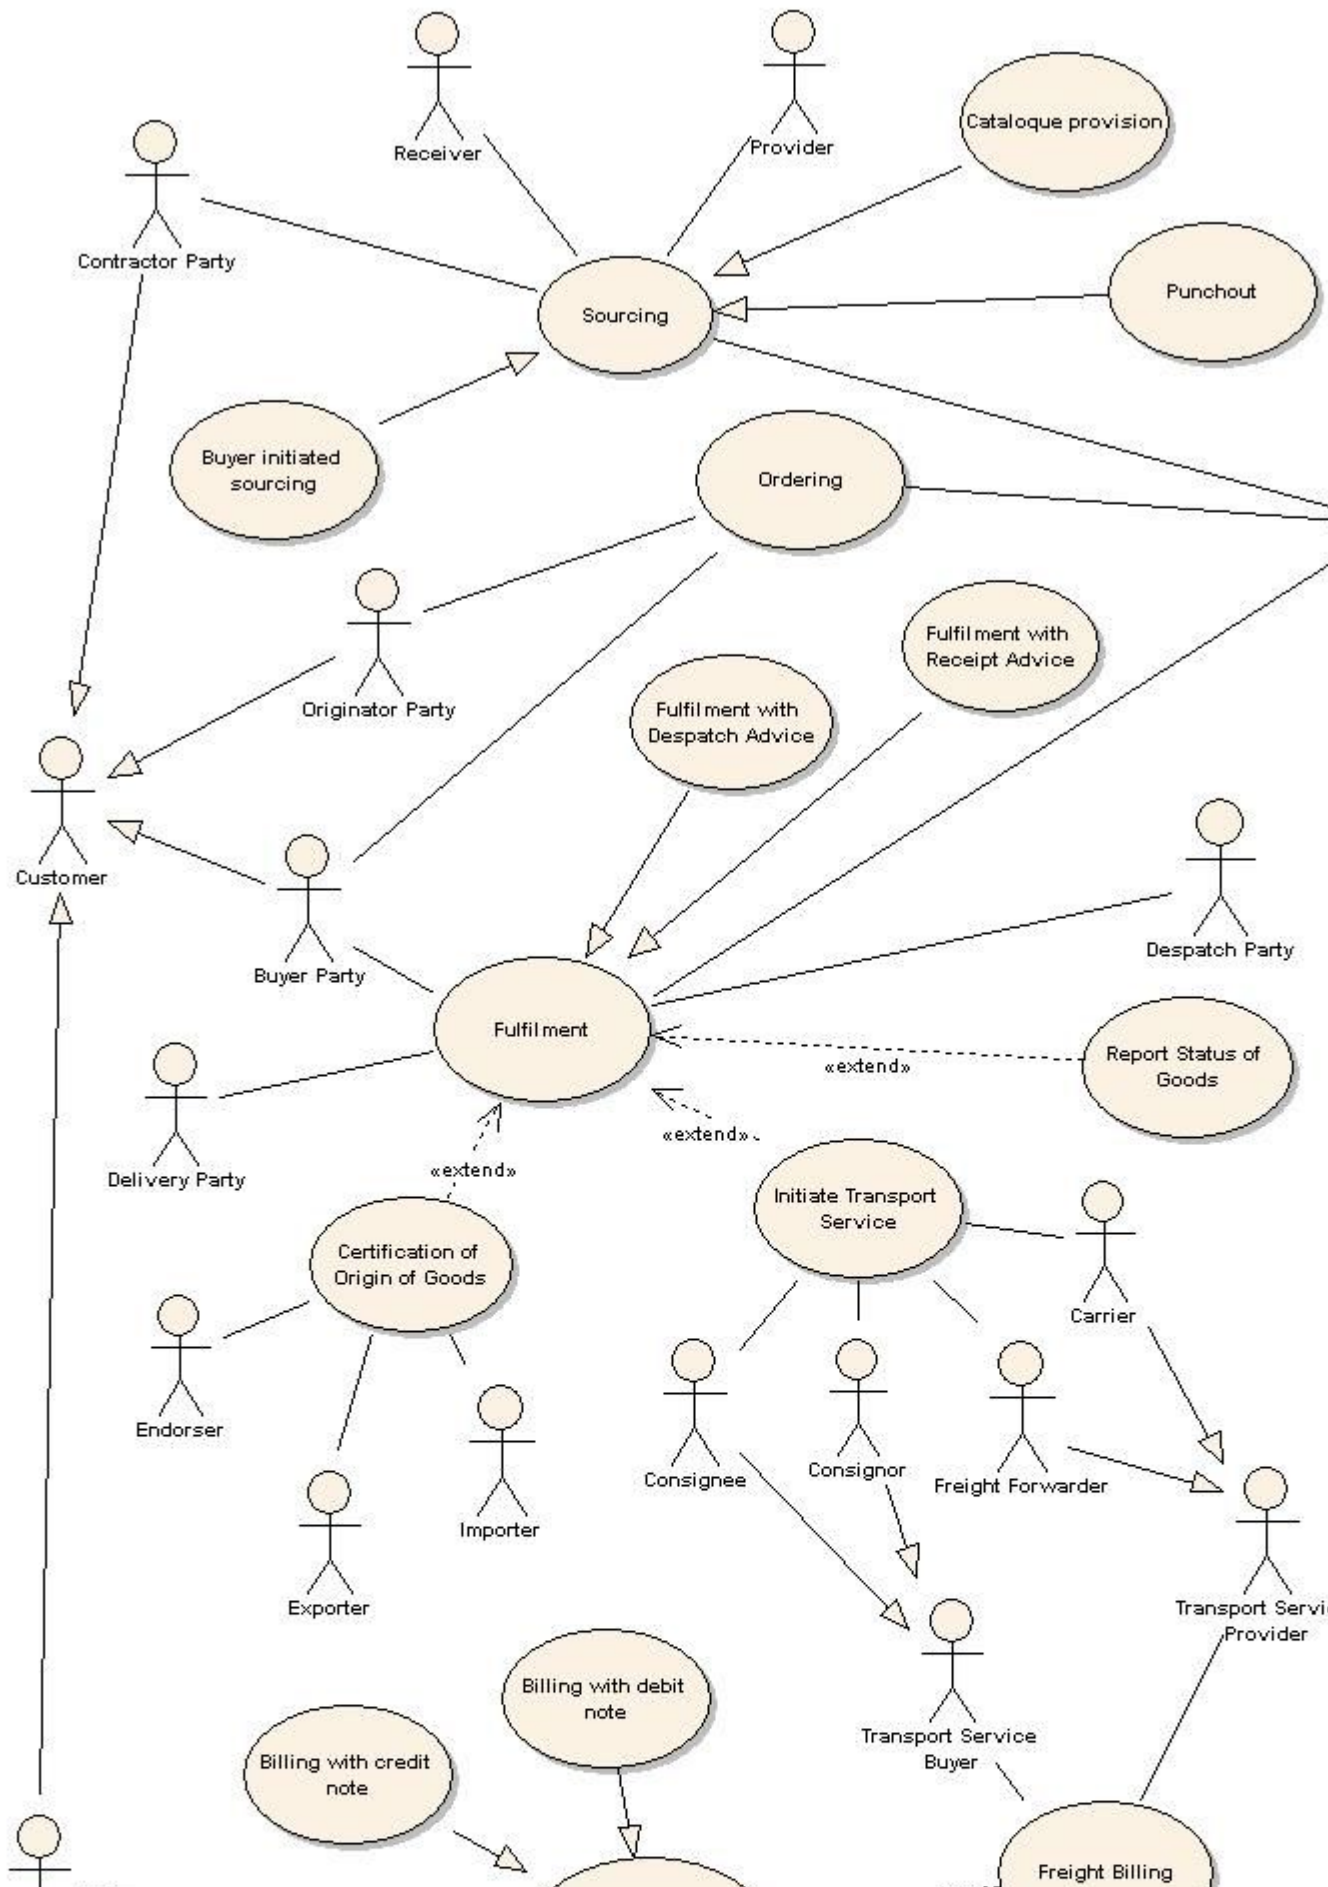 Receiver
Provider
Cataloque provision
Contractor Party
Punchout
Sourcing
Buyer initiated
sourcing
Ordering
Fulfilment with
Receipt Advice
Originator Party
Fulfilment with
Despatch Advice
Customer
Buyer Party
Despatch Party
Fulfilment
Report Status of
Goods
«extend»
«extend»
«extend»
Delivery Party
Initiate Transport
Service
Certification of
Origin of Goods
Carrier
Endorser
Consignee
Consignor
Freight Forwarder
Importer
Exporter
Transport Servi
Provider
Billing with debit
note
Transport Service
Buyer
Billing with credit
note
Freight Billing